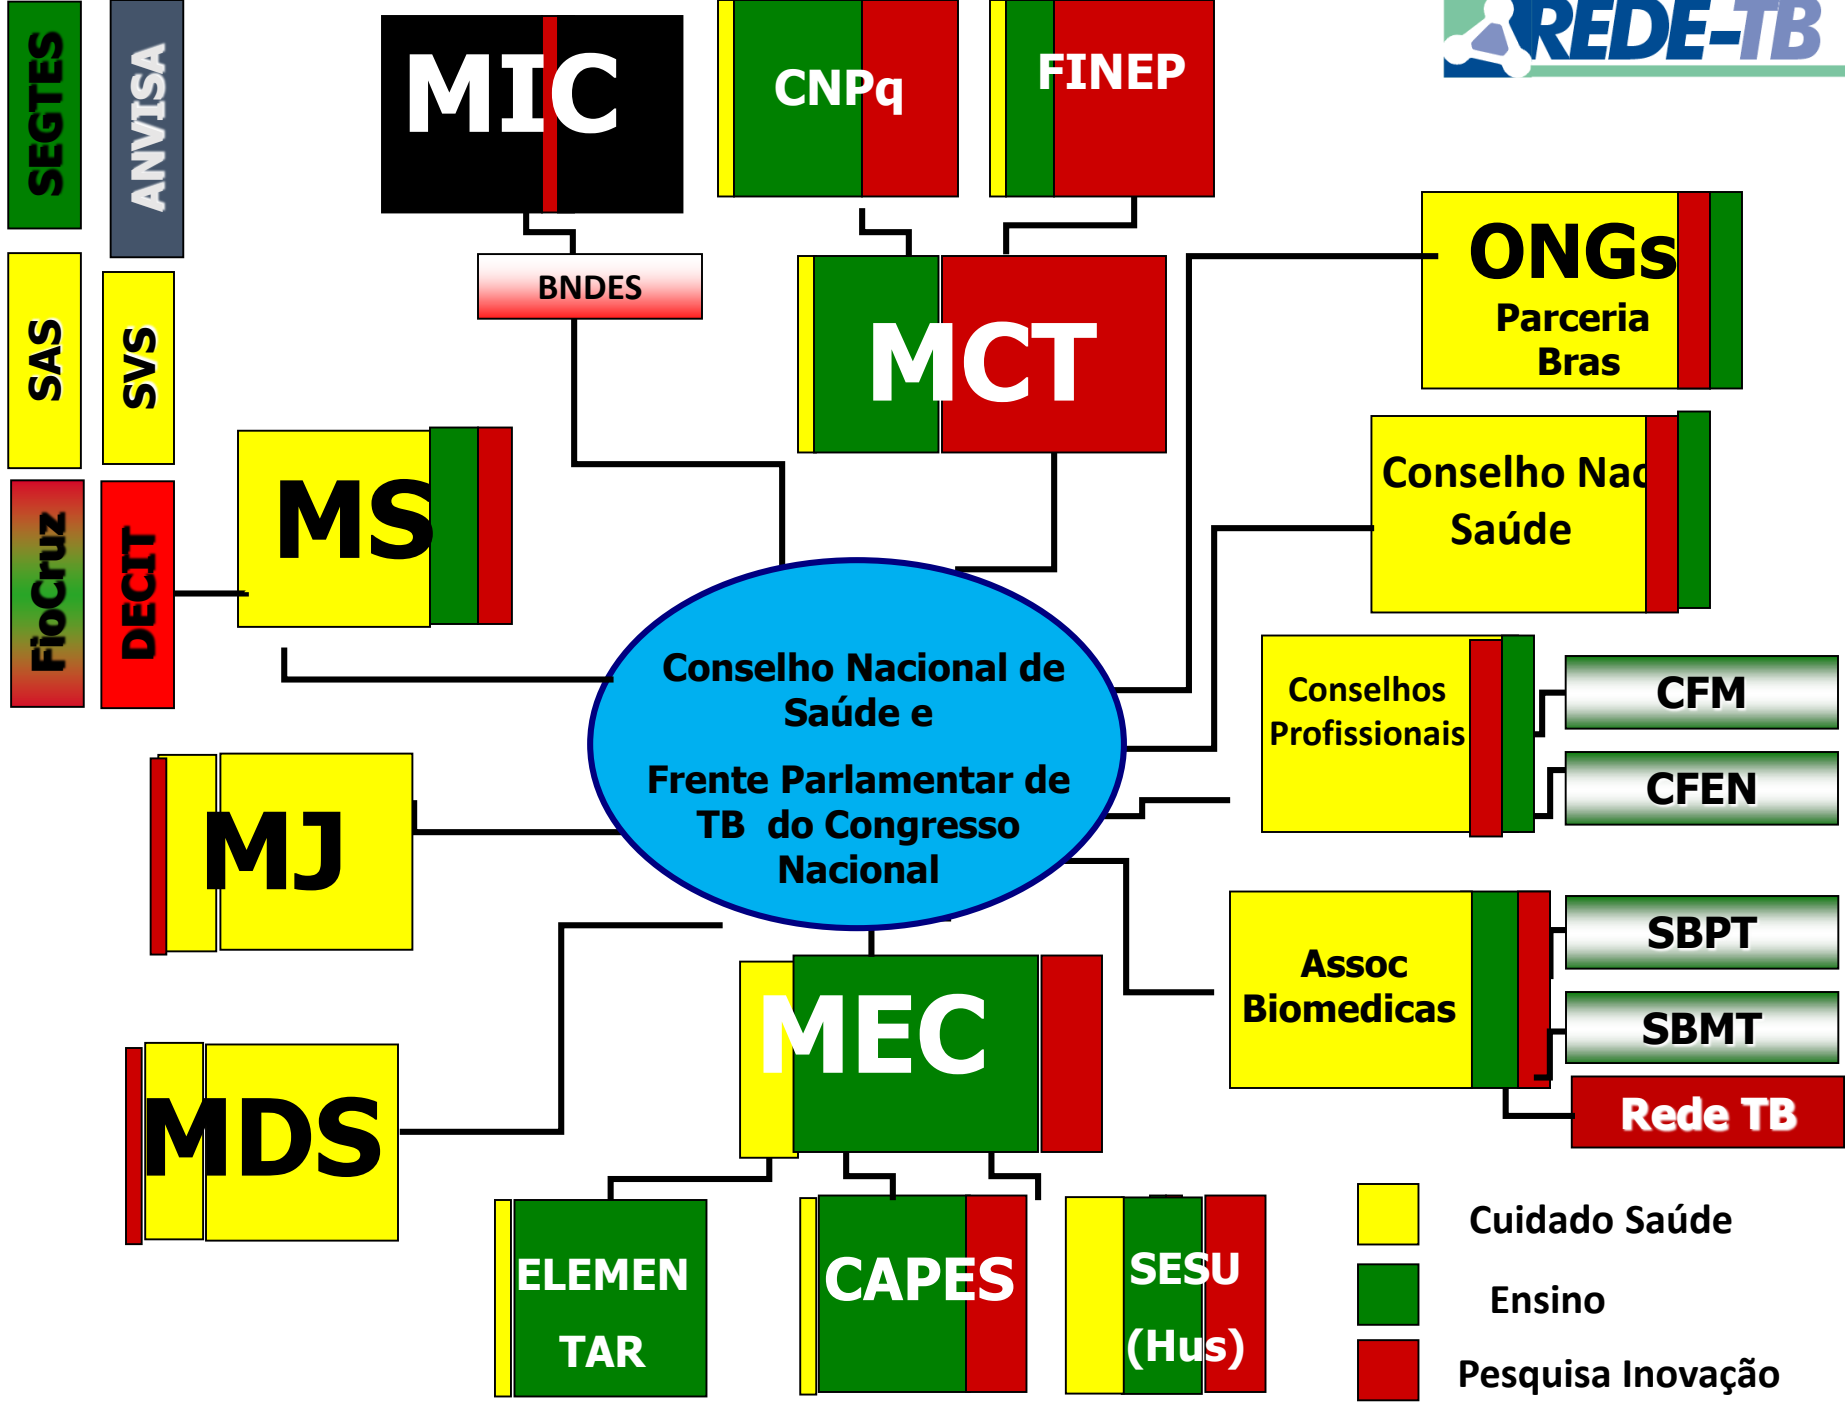 SEGTES
ANVISA
MIC
CNPq
FINEP
REDE-TB
BNDES
MCT
ONGs
Parceria
Bras
SAS
SVS
MS
Conselho Nac
Saúde
FioCruz
DECIT
Conselho Nacional de
Saúde e
Frente Parlamentar de
TB do Congresso
Nacional
Conselhos
Profissionais
CFM
CFEN
MJ
Assoc
Biomedicas
SBPT
SBMT
Rede TB
MEC
MDS
ELEMEN
TAR
CAPES
SESU
(Hus)
Cuidado Saúde
Ensino
Pesquisa Inovação